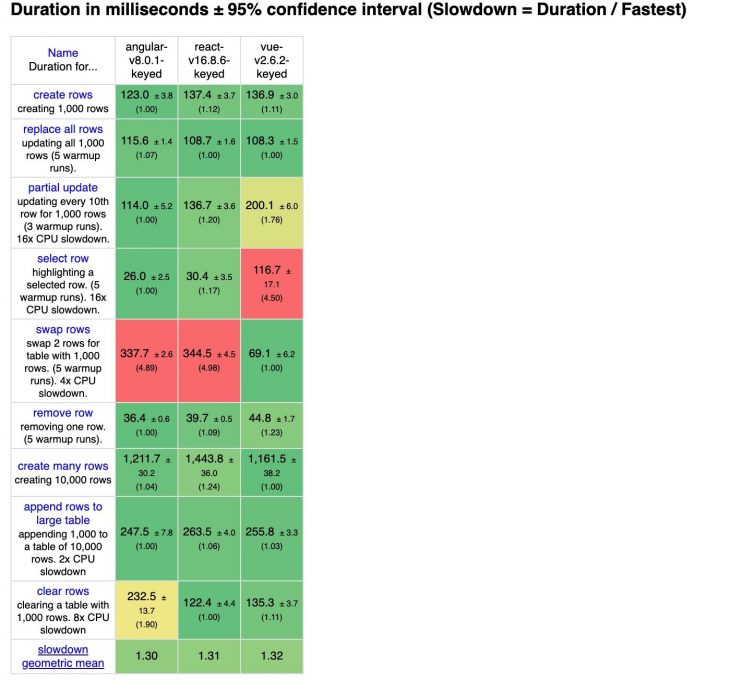 Duration in milliseconds ± 95% confidence interval (Slowdown = Duration / Fastest)
Name
Duration for...
angular-
v8.0.1-
keyed
react-
v16.8.6-
keyed
vue-
v2.6.2-
keyed
create rows
creating 1,000 rows
123.0 ±3.8
(1.00)
137.4 ±3.7
(1.12)
136.9 ±3.0
(1.11)
replace all rows
updating all 1,000
rows (5 warmup
runs).
115.6 ±1.4
(1.07)
108.7 ±1.6
(1.00)
108.3 ±1.5
(1.00)
partial update
updating every 10th
row for 1,000 rows
(3 warmup runs).
16x CPU slowdown.
114.0 ±5.2
(1.00)
136.7 ±3.6
(1.20)
200.1 ±6.0
(1.76)
select row
highlighting a
selected row. (5
warmup runs). 16x
CPU slowdown.
26.0 ±2.5
(1.00)
30.4 ±3.5
(1.17)
116.7 ±
17.1
(4.50)
swap rows
swap 2 rows for
table with 1,000
rows. (5 warmup
runs). 4x CPU
slowdown.
337.7 ±2.6
(4.89)
344.5 ±4.5
(4.98)
69.1 ±6.2
(1.00)
remove row
removing one row.
(5 warmup runs).
36.4 ±0.6
(1.00)
39.7 ±0.5
(1.09)
44.8 ±1.7
(1.23)
create many rows
creating 10,000 rows
1,211.7 ±
30.2
(1.04)
1,443.8 ±
36.0
(1.24)
1,161.5 ±
38.2
(1.00)
append rows to
large table
appending 1,000 to
a table of 10,000
rows. 2x CPU
slowdown
247.5 ±7.8
(1.00)
263.5 ±4.0
(1.06)
255.8 ±3.3
(1.03)
clear rows
clearing a table with
1,000 rows. 8x CPU
slowdown
232.5 ±
13.7
(1.90)
122.4 ±4.4
(1.00)
135.3 ±3.7
(1.11)
slowdown
geometric mean
1.30
1.31
1.32